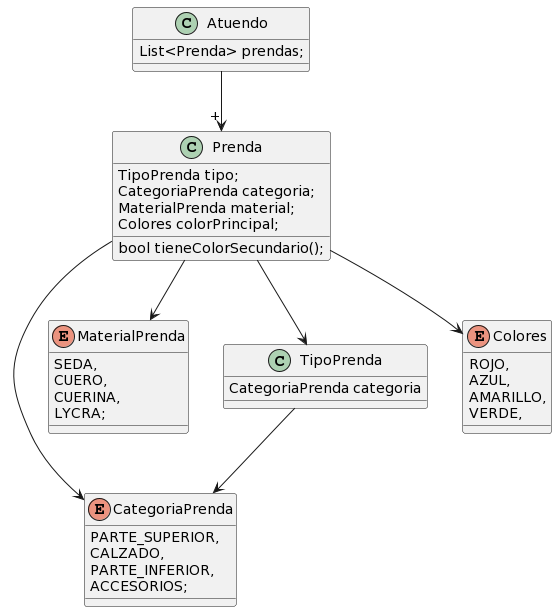 C Atuendo
List<Prenda> prendas;
+
C Prenda
TipoPrenda tipo;
CategoriaPrenda categoria;
MaterialPrenda material;
Colores colorPrincipal;
bool tieneColorSecundario();
E MaterialPrenda
SEDA,
CUERO,
CUERINA,
LYCRA;
C TipoPrenda
CategoriaPrenda categoria
E Colores
ROJO,
AZUL,
AMARILLO,
VERDE,
E CategoriaPrenda
PARTE_SUPERIOR,
CALZADO,
PARTE_INFERIOR,
ACCESORIOS;